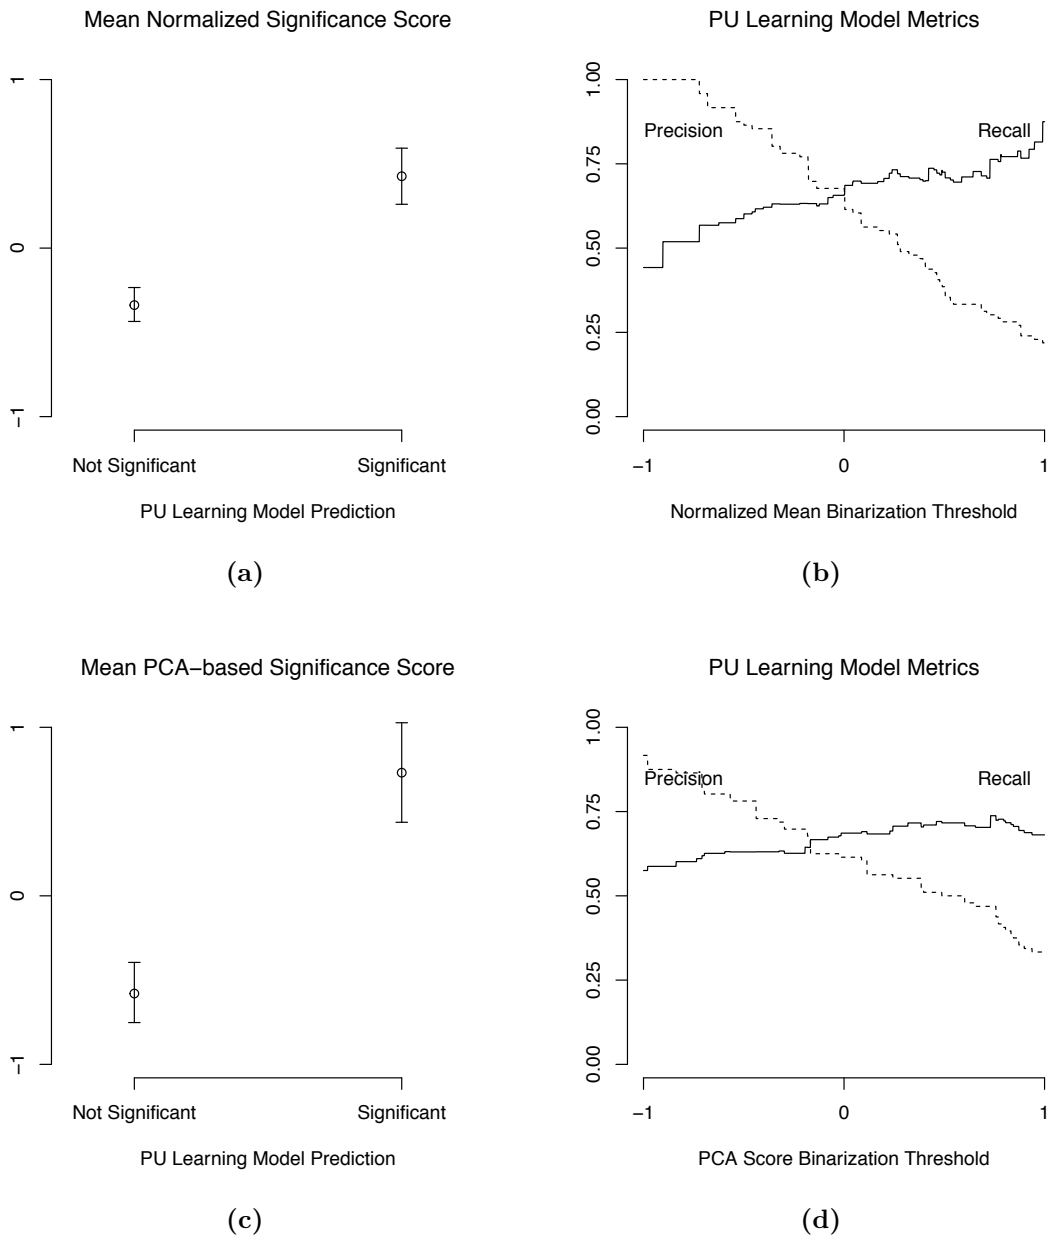 Mean Normalized Significance Score
1
0
−1
Not Significant
Significant
PU Learning Model Prediction
(a)
PU Learning Model Metrics
1.00
0.75
0.50
0.25
0.00
Precision
Recall
−1
0
1
Normalized Mean Binarization Threshold
(b)
Mean PCA−based Significance Score
1
0
−1
Not Significant
Significant
PU Learning Model Prediction
(c)
PU Learning Model Metrics
1.00
0.75
0.50
0.25
0.00
Precision
Recall
−1
0
1
PCA Score Binarization Threshold
(d)